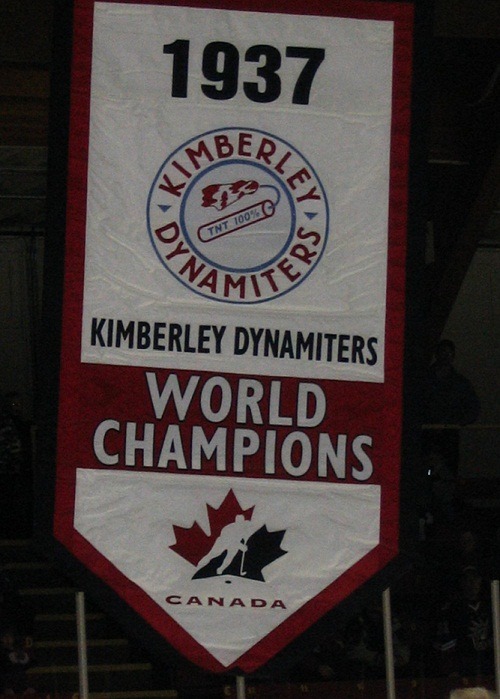 1937
KIMBERLEY
TNT 100%
DYNAMITERS
KIMBERLEY DYNAMITERS
WORLD
CHAMPIONS
CANADA